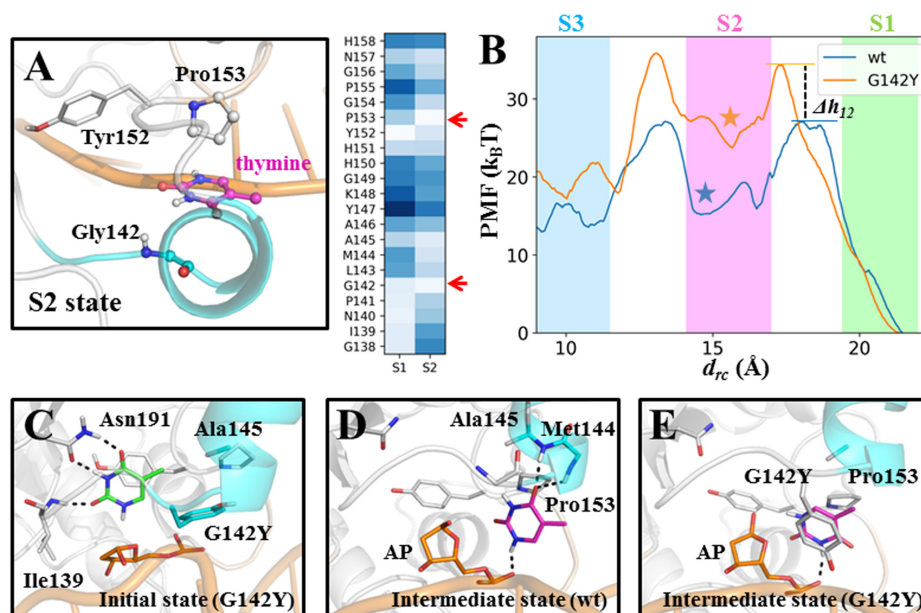 A
Pro153
Tyr152
thymine
Gly142
S2 state
H158
N157
G156
P155
G154
P153
Y152
H151
H150
G149
K148
Y147
A146
A145
M144
L143
G142
P141
N140
I139
G138
S1 S2
S3 S2 S1
B
wt
G142Y
Δh12
PMF (kBT)
30
20
10
0
10 15 20
drc (Å)
C
Asn191
Ala145
G142Y
Ile139
Initial state (G142Y)
D
Ala145
Met144
Pro153
AP
Intermediate state (wt)
E
G142Y
Pro153
AP
Intermediate state (G142Y)